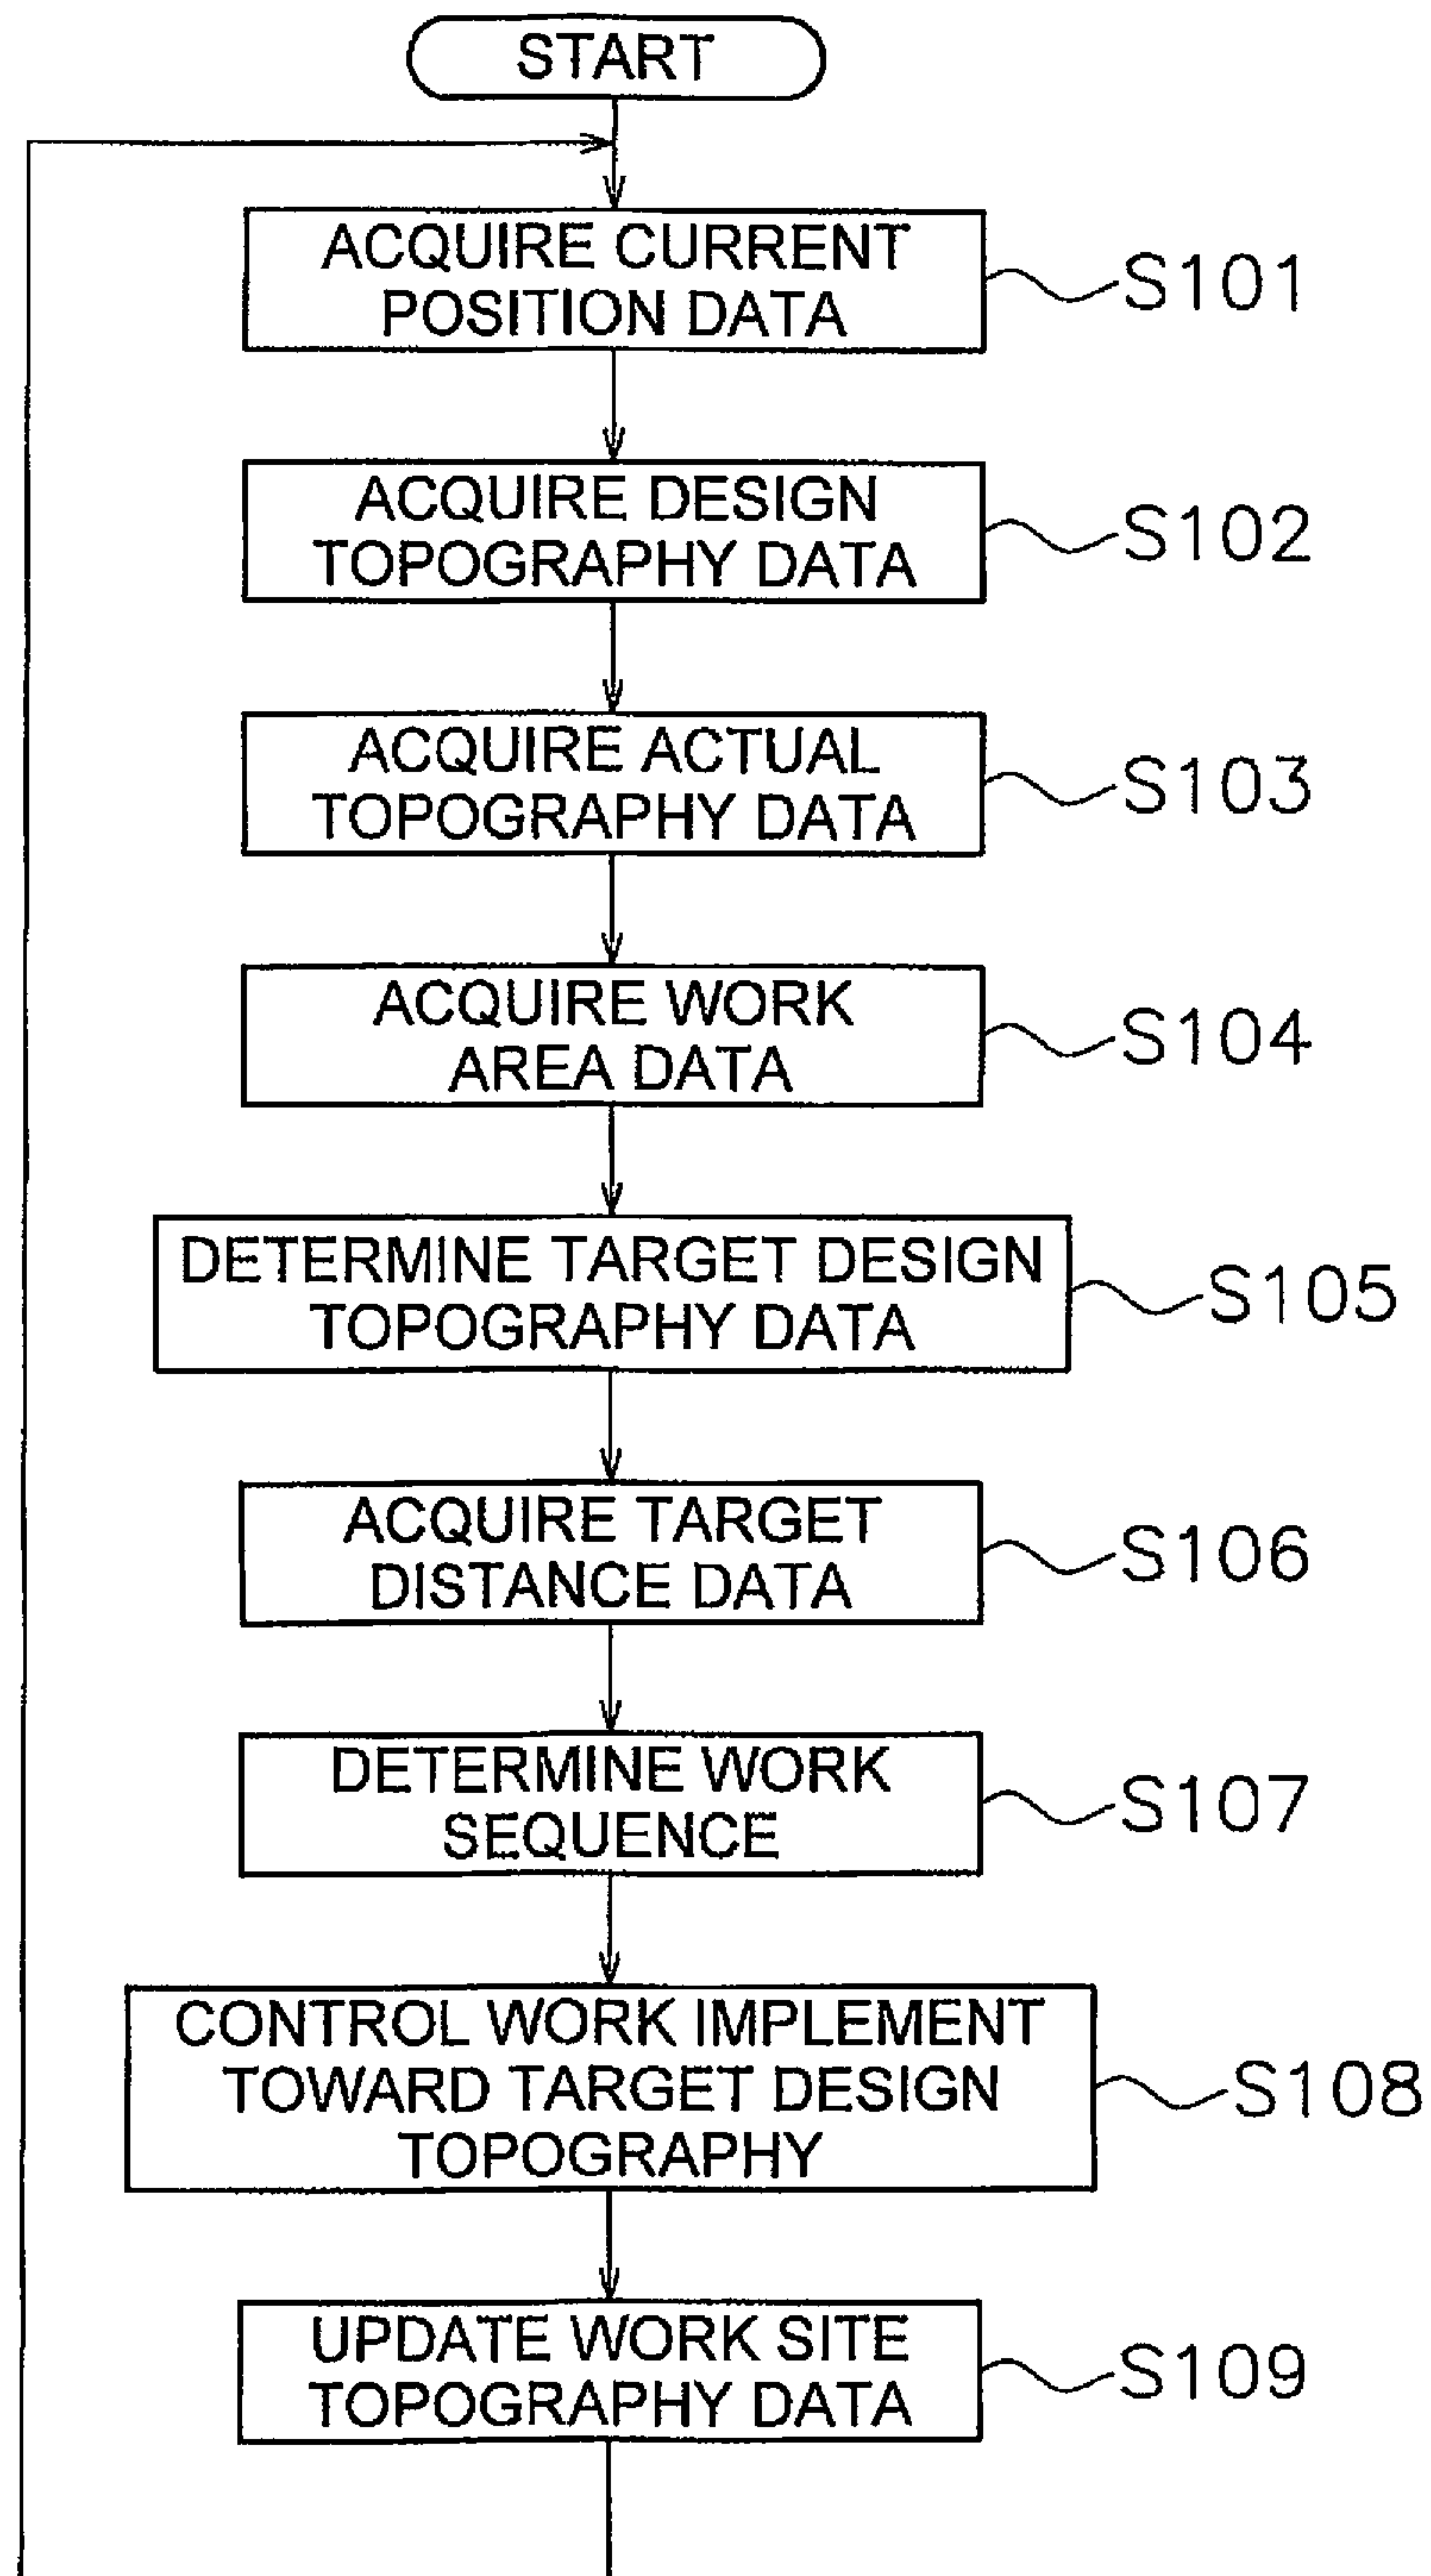 START
ACQUIRE CURRENT
POSITION DATA
S101
ACQUIRE DESIGN
TOPOGRAPHY DATA
S102
ACQUIRE ACTUAL
TOPOGRAPHY DATA
S103
ACQUIRE WORK
AREA DATA
S104
DETERMINE TARGET DESIGN
TOPOGRAPHY DATA
S105
ACQUIRE TARGET
DISTANCE DATA
S106
DETERMINE WORK
SEQUENCE
S107
CONTROL WORK IMPLEMENT
TOWARD TARGET DESIGN
TOPOGRAPHY
S108
UPDATE WORK SITE
TOPOGRAPHY DATA
S109